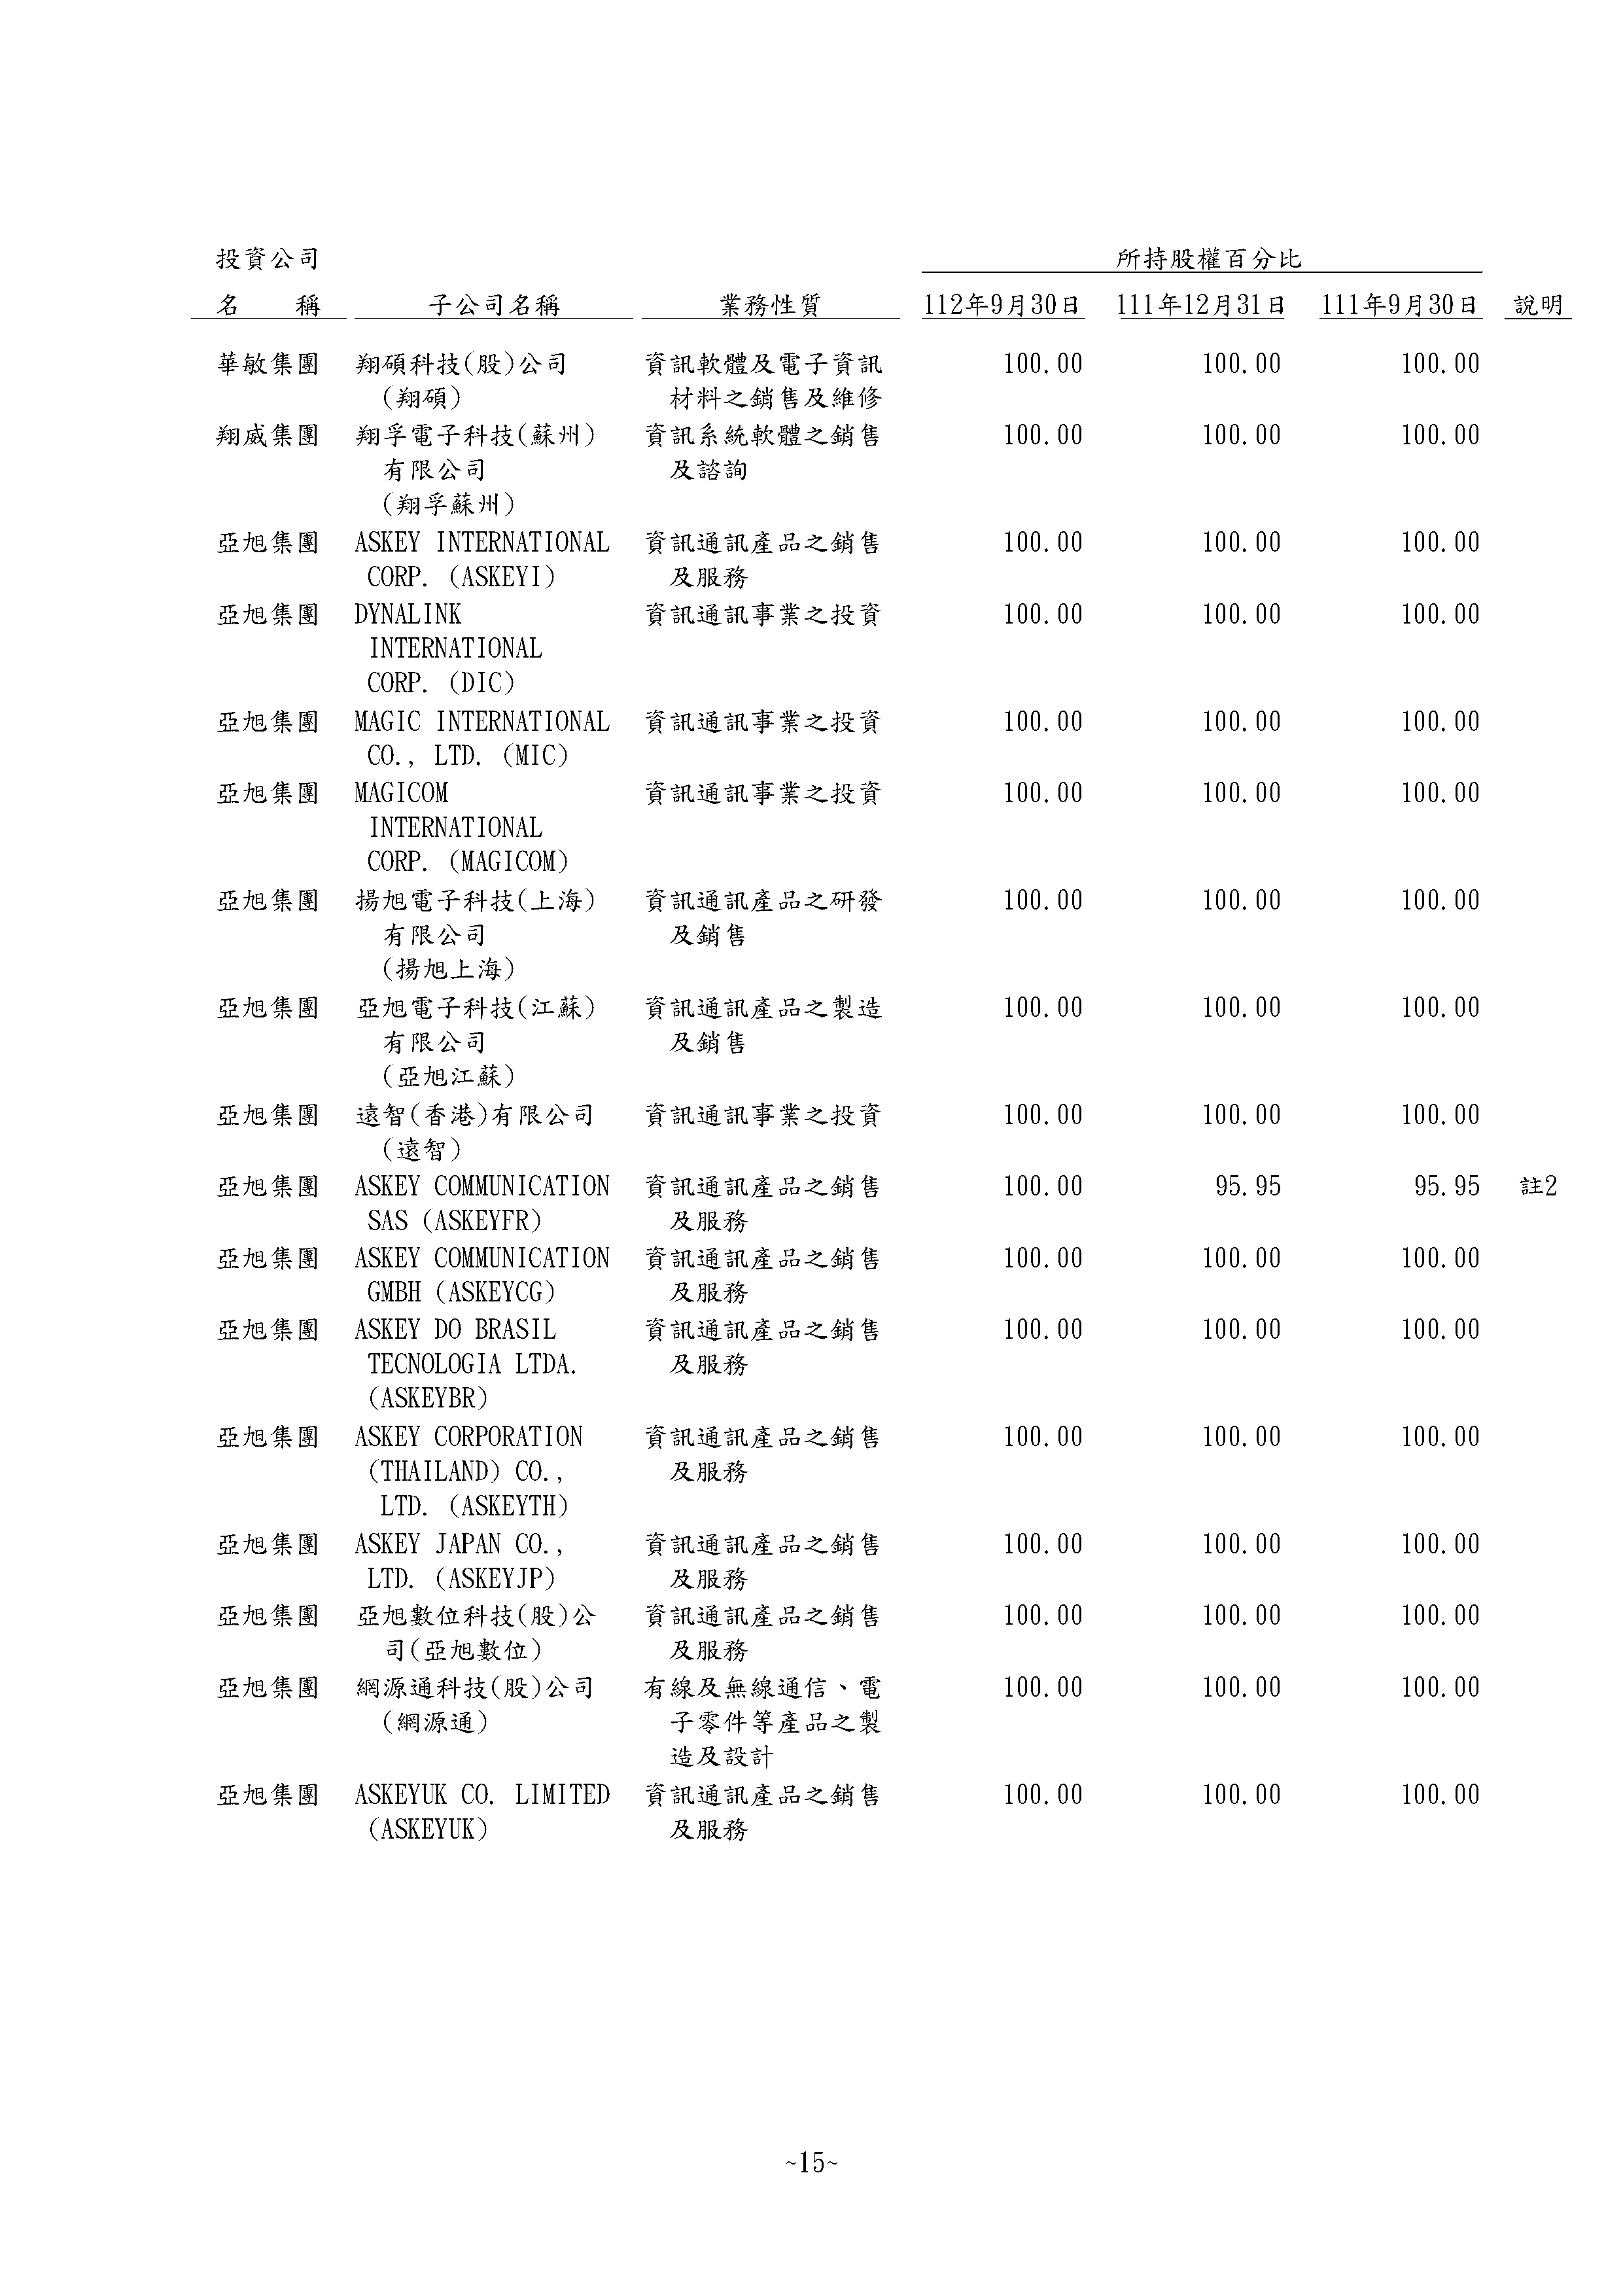 投資公司 所持股權百分比
名 稱 子公司名稱 業務性質 112年9月30日 111年12月31日 111年9月30日 說明
華敏集團 翔碩科技(股)公司 資訊軟體及電子資訊 100.00 100.00 100.00
(翔碩) 材料之銷售及維修
翔威集團 翔孚電子科技(蘇州) 資訊系統軟體之銷售 100.00 100.00 100.00
有限公司 及諮詢
(翔孚蘇州)
亞旭集團 ASKEY INTERNATIONAL 資訊通訊產品之銷售 100.00 100.00 100.00
CORP. (ASKEYI) 及服務
亞旭集團 DYNALINK 資訊通訊事業之投資 100.00 100.00 100.00
INTERNATIONAL
CORP. (DIC)
亞旭集團 MAGIC INTERNATIONAL 資訊通訊事業之投資 100.00 100.00 100.00
CO., LTD. (MIC)
亞旭集團 MAGICOM 資訊通訊事業之投資 100.00 100.00 100.00
INTERNATIONAL
CORP. (MAGICOM)
亞旭集團 揚旭電子科技(上海) 資訊通訊產品之研發 100.00 100.00 100.00
有限公司 及銷售
(揚旭上海)
亞旭集團 亞旭電子科技(江蘇) 資訊通訊產品之製造 100.00 100.00 100.00
有限公司 及銷售
(亞旭江蘇)
亞旭集團 遠智(香港)有限公司 資訊通訊事業之投資 100.00 100.00 100.00
(遠智)
亞旭集團 ASKEY COMMUNICATION 資訊通訊產品之銷售 100.00 95.95 95.95 註2
SAS (ASKEYFR) 及服務
亞旭集團 ASKEY COMMUNICATION 資訊通訊產品之銷售 100.00 100.00 100.00
GMBH (ASKEYCG) 及服務
亞旭集團 ASKEY DO BRASIL 資訊通訊產品之銷售 100.00 100.00 100.00
TECNOLOGIA LTDA. 及服務
(ASKEYBR)
亞旭集團 ASKEY CORPORATION 資訊通訊產品之銷售 100.00 100.00 100.00
(THAILAND) CO., 及服務
LTD. (ASKEYTH)
亞旭集團 ASKEY JAPAN CO., 資訊通訊產品之銷售 100.00 100.00 100.00
LTD. (ASKEYJP) 及服務
亞旭集團 亞旭數位科技(股)公 資訊通訊產品之銷售 100.00 100.00 100.00
司(亞旭數位) 及服務
亞旭集團 網源通科技(股)公司 有線及無線通信、電 100.00 100.00 100.00
(網源通) 子零件等產品之製
造及設計
亞旭集團 ASKEYUK CO. LIMITED 資訊通訊產品之銷售 100.00 100.00 100.00
(ASKEYUK) 及服務
~15~